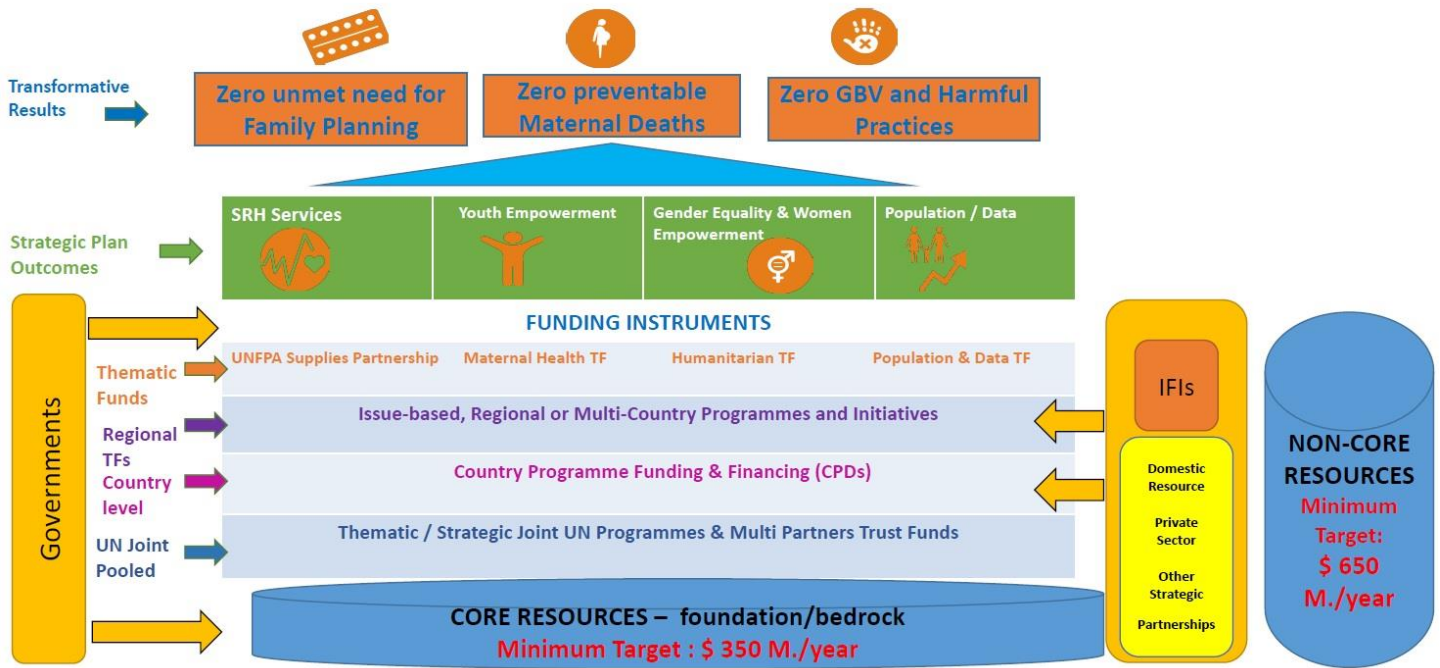 Transformative
Results
Zero unmet need for
Family Planning
Zero preventable
Maternal Deaths
Zero GBV and Harmful
Practices
Strategic Plan
Outcomes
SRH Services
Youth Empowerment
Gender Equality & Women
Empowerment
Population / Data
Governments
FUNDING INSTRUMENTS
Thematic
Funds
UNFPA Supplies Partnership
Maternal Health TF
Humanitarian TF
Population & Data TF
Regional
TFs
Issue-based, Regional or Multi-Country Programmes and Initiatives
Country
level
Country Programme Funding & Financing (CPDs)
UN Joint
Pooled
Thematic / Strategic Joint UN Programmes & Multi Partners Trust Funds
CORE RESOURCES – foundation/bedrock
Minimum Target : $ 350 M./year
IFIs
Domestic
Resource
Private
Sector
Other
Strategic
Partnerships
NON-CORE
RESOURCES
Minimum
Target:
$ 650
M./year